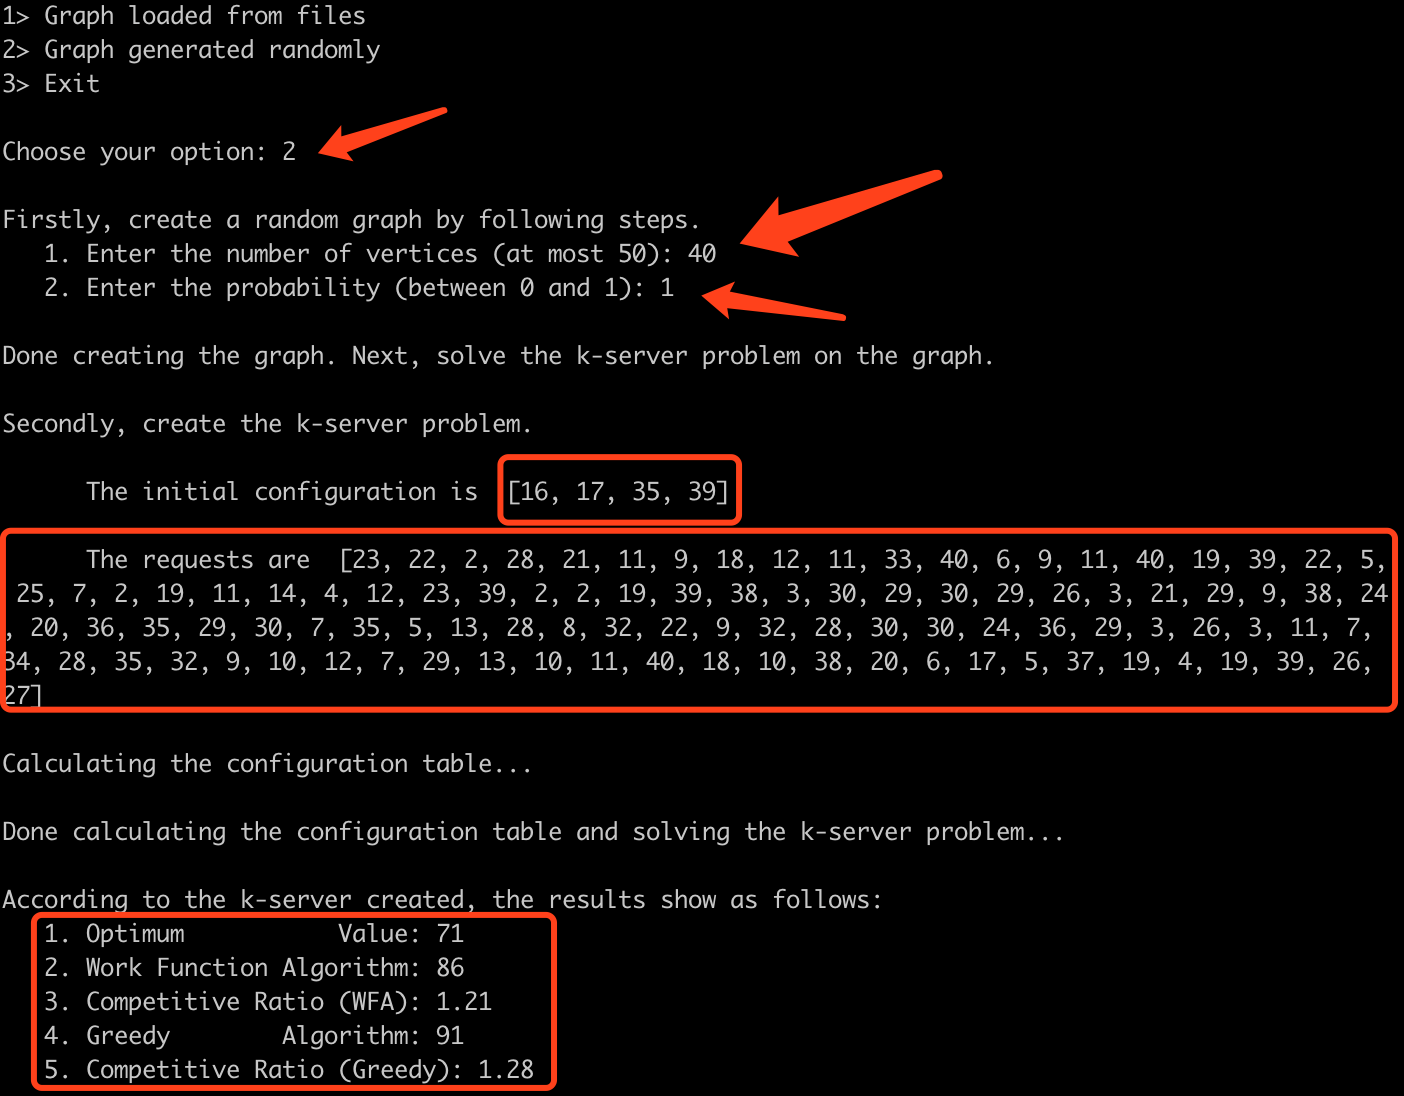 1> Graph loaded from files
2> Graph generated randomly
3> Exit
Choose your option: 2
Firstly, create a random graph by following steps.
1. Enter the number of vertices (at most 50): 40
2. Enter the probability (between 0 and 1): 1
Done creating the graph. Next, solve the k-server problem on the graph.
Secondly, create the k-server problem.
The initial configuration is [16, 17, 35, 39]
The requests are [23, 22, 2, 28, 21, 11, 9, 18, 12, 11, 33, 40, 6, 9, 11, 40, 19, 39, 22, 5,
25, 7, 2, 19, 11, 14, 4, 12, 23, 39, 2, 2, 19, 39, 38, 3, 30, 29, 30, 29, 26, 3, 21, 29, 9, 38, 24
, 20, 36, 35, 29, 30, 7, 35, 5, 13, 28, 8, 32, 22, 9, 32, 28, 30, 30, 24, 36, 29, 3, 26, 3, 11, 7,
34, 28, 35, 32, 9, 10, 12, 7, 29, 13, 10, 11, 40, 18, 10, 38, 20, 6, 17, 5, 37, 19, 4, 19, 39, 26,
27]
Calculating the configuration table...
Done calculating the configuration table and solving the k-server problem...
According to the k-server created, the results show as follows:
1. Optimum Value: 71
2. Work Function Algorithm: 86
3. Competitive Ratio (WFA): 1.21
4. Greedy Algorithm: 91
5. Competitive Ratio (Greedy): 1.28